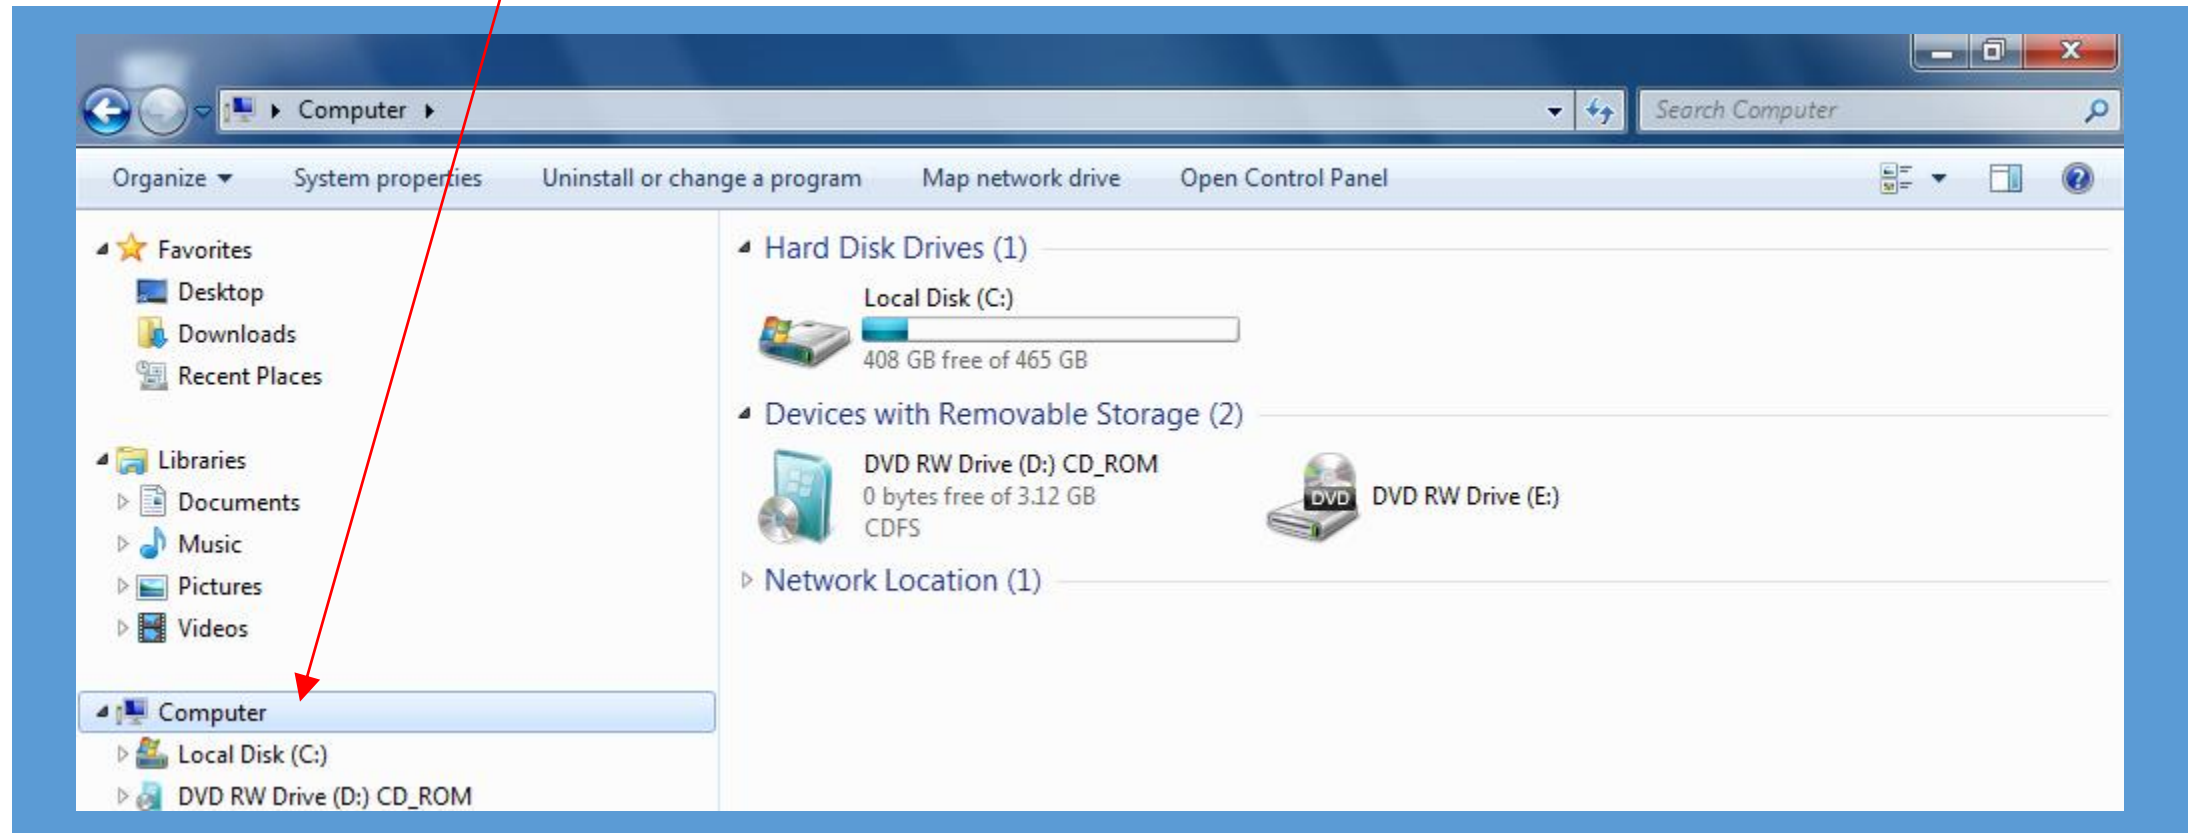 Computer
Search Computer
Organize
System properties
Uninstall or change a program
Map network drive
Open Control Panel
Favorites
Desktop
Downloads
Recent Places
Libraries
Documents
Music
Pictures
Videos
Computer
Local Disk (C:)
DVD RW Drive (D:) CD_ROM
Hard Disk Drives (1)
Local Disk (C:)
408 GB free of 465 GB
Devices with Removable Storage (2)
DVD RW Drive (D:) CD_ROM
0 bytes free of 3.12 GB
CDFS
DVD
DVD RW Drive (E:)
Network Location (1)